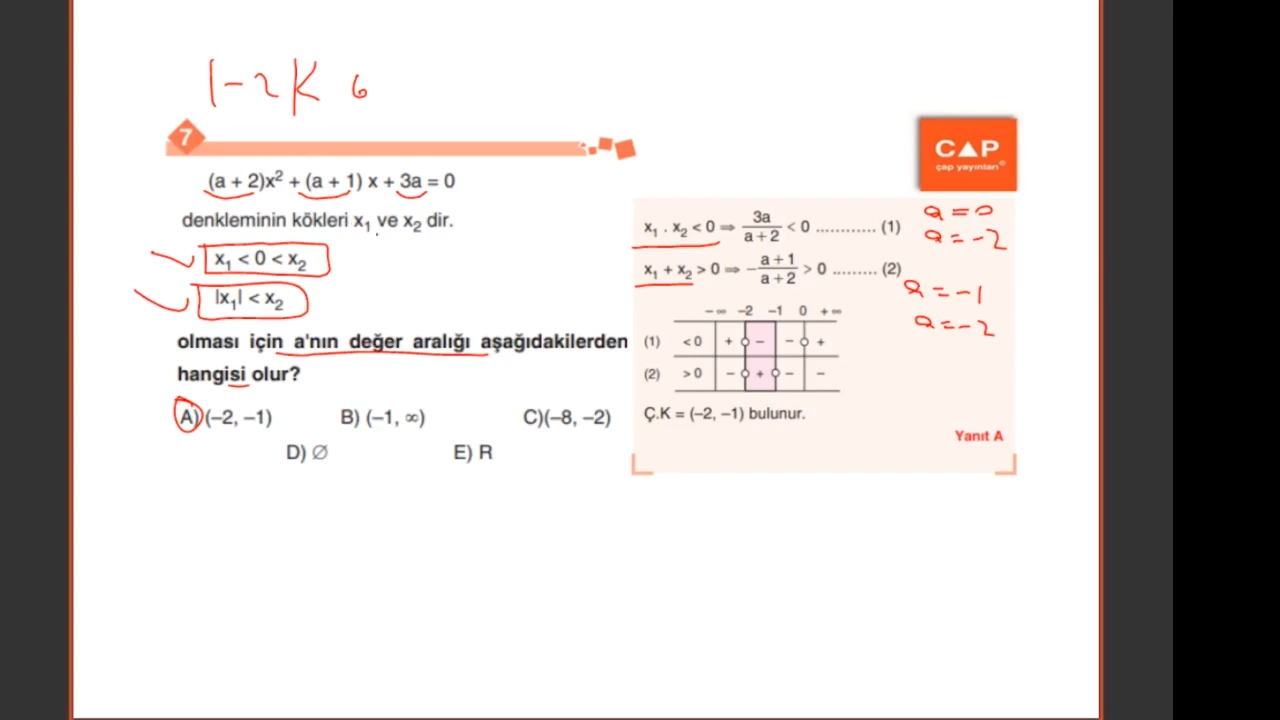 1-2K 6
7
(a + 2)x² + (a + 1) x + 3a = 0
denkleminin kökleri x₁ ve x₂ dir.
x₁ < 0 < x₂
|x₁| < x₂
olması için a'nın değer aralığı aşağıdakilerden
hangisi olur?
A) (–2, –1) B) (–1, ∞) C)(–8, –2)
D) ∅ E) R
CAP
çap yayınları®
x₁ . x₂ < 0 ⇒ 3a/(a+2) < 0 ............ (1)
a = 0
a = -2
x₁ + x₂ > 0 ⇒ – (a+1)/(a+2) > 0 ......... (2)
a = -1
a = -2
–∞ –2 –1 0 +∞
(1) < 0 + – – +
(2) > 0 – + – –
Ç.K = (–2, –1) bulunur.
Yanıt A